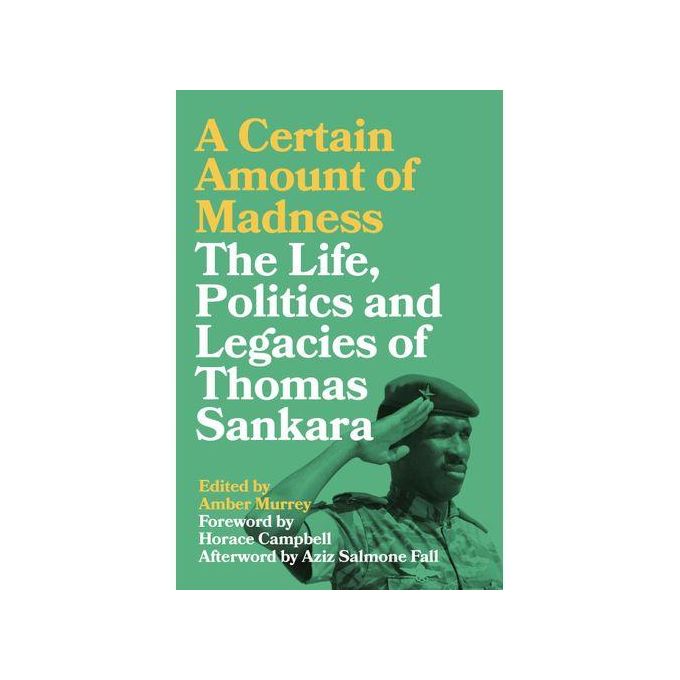 A Certain
Amount of
Madness
The Life,
Politics and
Legacies of
Thomas
Sankara
Edited by
Amber Murrey
Foreword by
Horace Campbell
Afterword by Aziz Salmone Fall